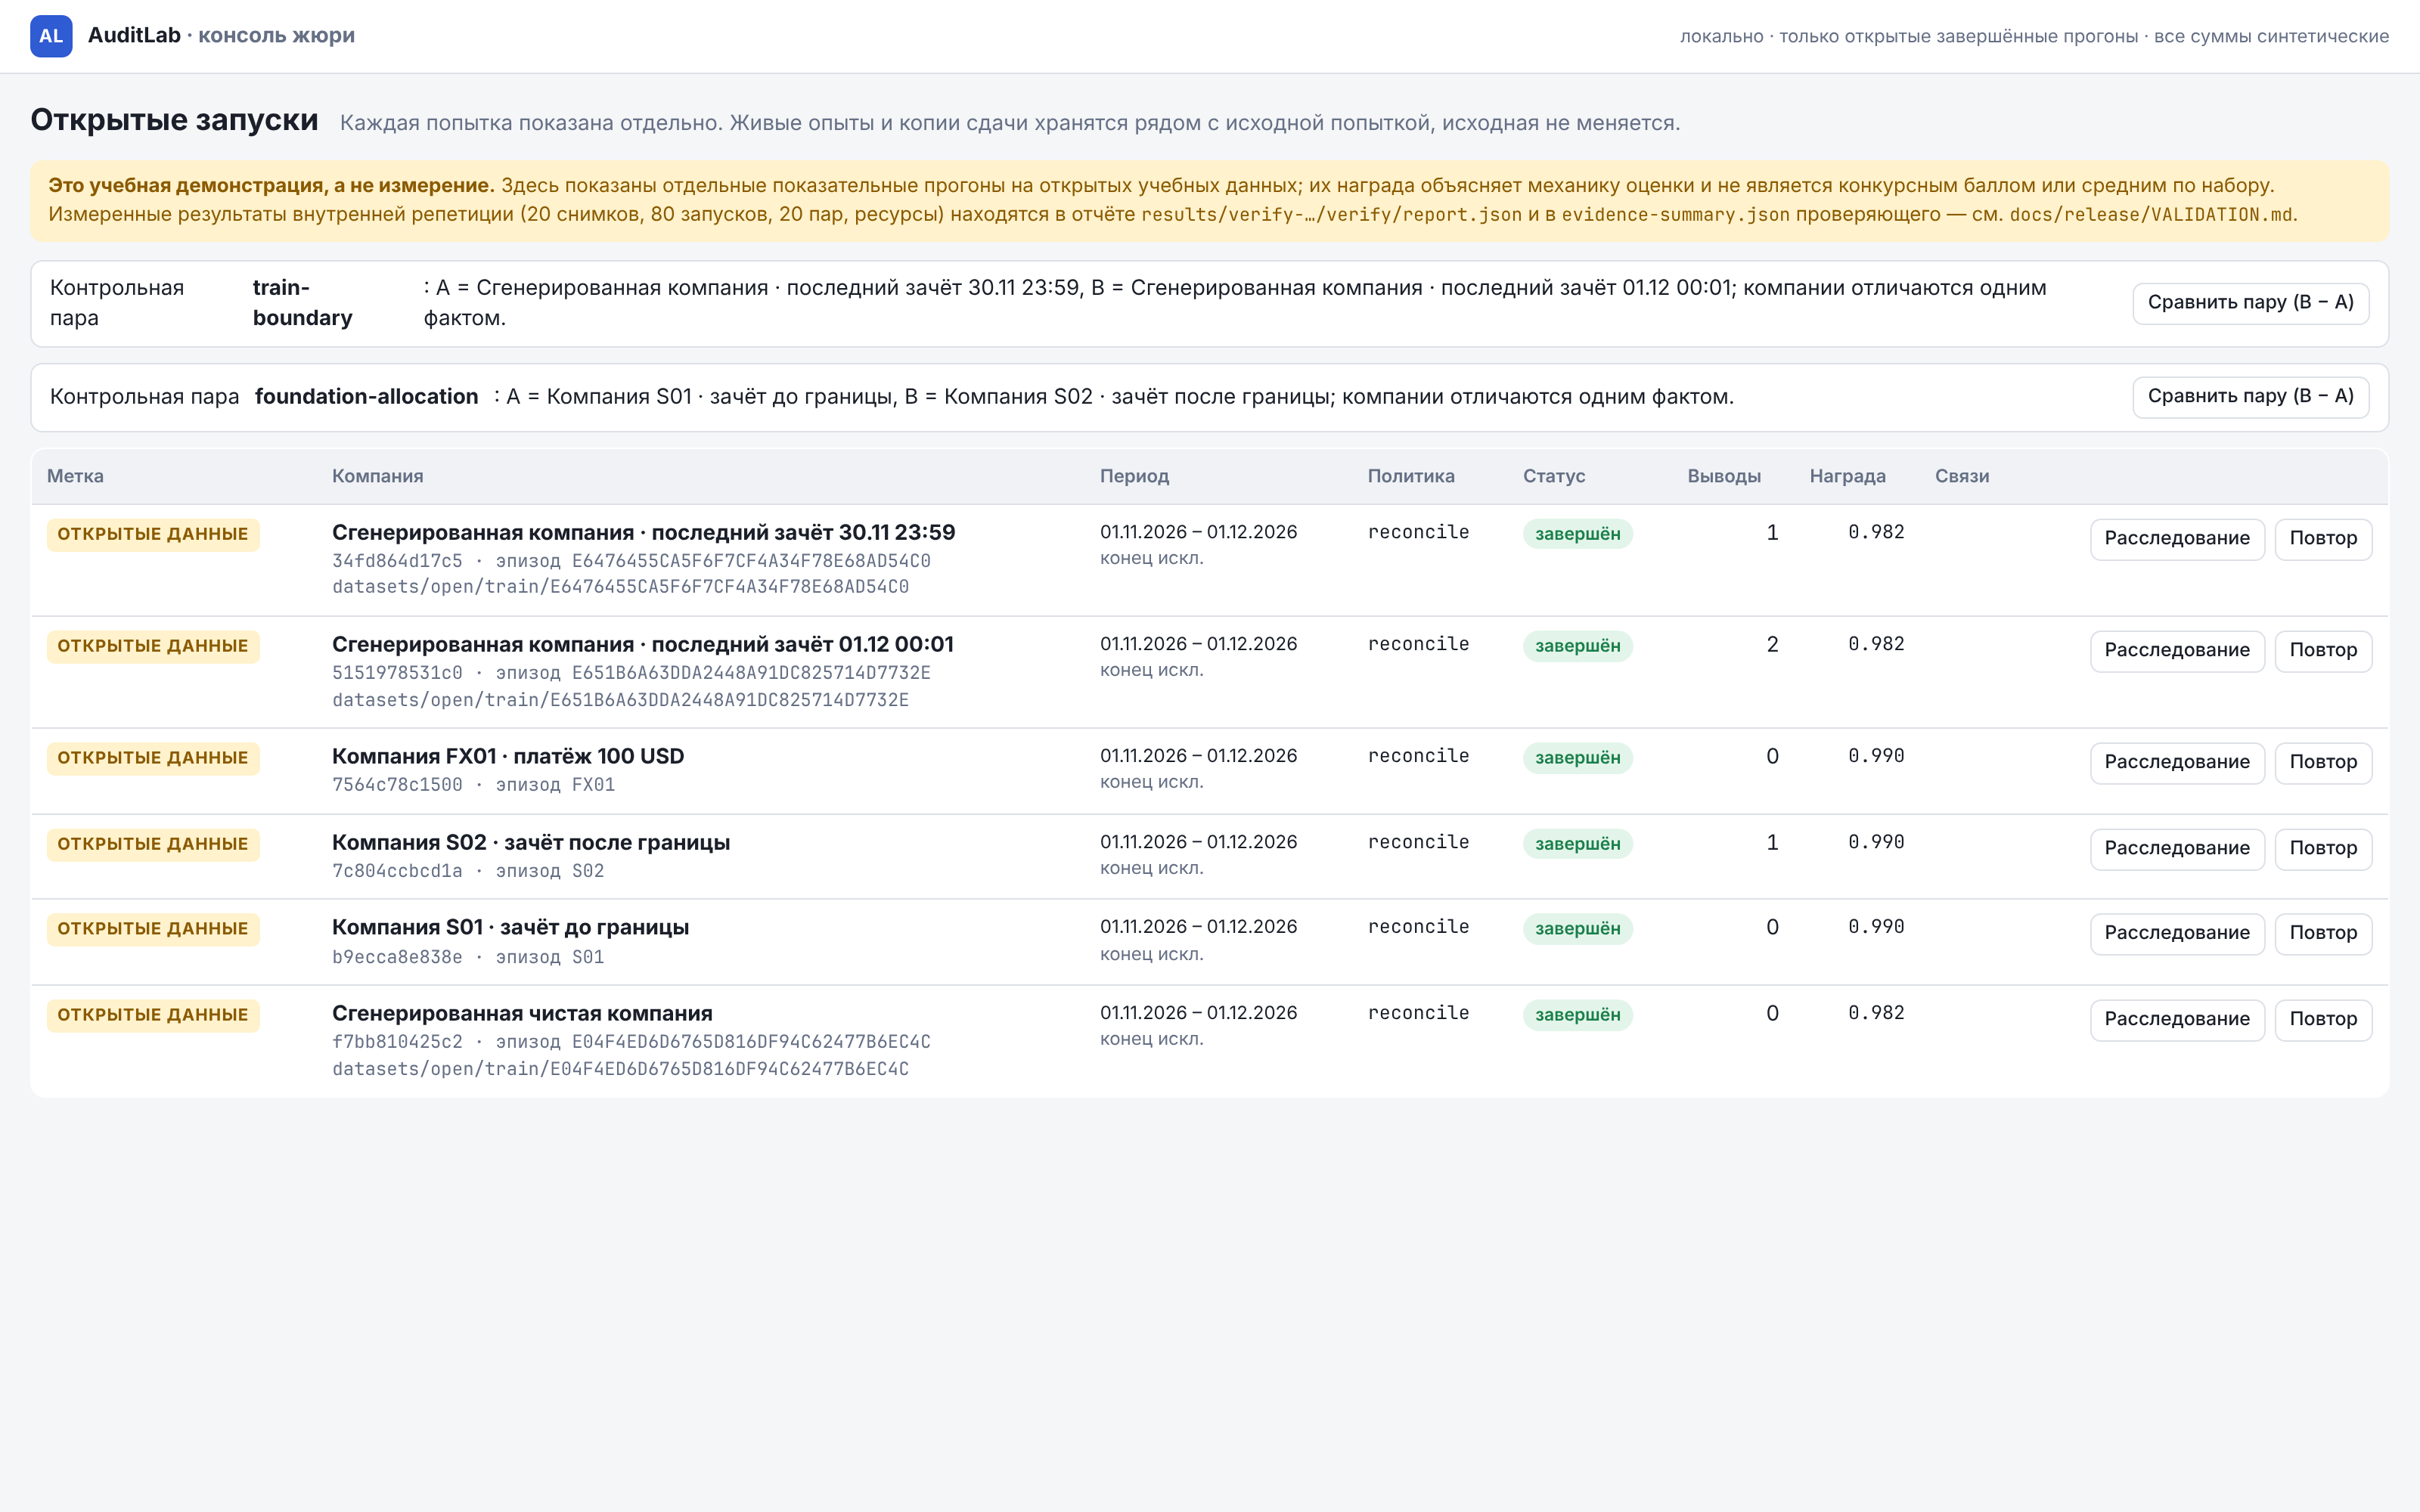 AL AuditLab · консоль жюри
локально · только открытые завершённые прогоны · все суммы синтетические
Открытые запуски Каждая попытка показана отдельно. Живые опыты и копии сдачи хранятся рядом с исходной попыткой, исходная не меняется.
Это учебная демонстрация, а не измерение. Здесь показаны отдельные показательные прогоны на открытых учебных данных; их награда объясняет механику оценки и не является конкурсным баллом или средним по набору.
Измеренные результаты внутренней репетиции (20 снимков, 80 запусков, 20 пар, ресурсы) находятся в отчёте results/verify-…/verify/report.json и в evidence-summary.json проверяющего — см. docs/release/VALIDATION.md.
Контрольная train- : A = Сгенерированная компания · последний зачёт 30.11 23:59, B = Сгенерированная компания · последний зачёт 01.12 00:01; компании отличаются одним
пара boundary фактом.
Сравнить пару (B − A)
Контрольная пара foundation-allocation : A = Компания S01 · зачёт до границы, B = Компания S02 · зачёт после границы; компании отличаются одним фактом. Сравнить пару (B − A)
Метка Компания Период Политика Статус Выводы Награда Связи
ОТКРЫТЫЕ ДАННЫЕ Сгенерированная компания · последний зачёт 30.11 23:59 01.11.2026 – 01.12.2026 reconcile завершён 1 0.982 Расследование Повтор
34fd864d17c5 · эпизод E6476455CA5F6F7CF4A34F78E68AD54C0 конец искл.
datasets/open/train/E6476455CA5F6F7CF4A34F78E68AD54C0
ОТКРЫТЫЕ ДАННЫЕ Сгенерированная компания · последний зачёт 01.12 00:01 01.11.2026 – 01.12.2026 reconcile завершён 2 0.982 Расследование Повтор
5151978531c0 · эпизод E651B6A63DDA2448A91DC825714D7732E конец искл.
datasets/open/train/E651B6A63DDA2448A91DC825714D7732E
ОТКРЫТЫЕ ДАННЫЕ Компания FX01 · платёж 100 USD 01.11.2026 – 01.12.2026 reconcile завершён 0 0.990 Расследование Повтор
7564c78c1500 · эпизод FX01 конец искл.
ОТКРЫТЫЕ ДАННЫЕ Компания S02 · зачёт после границы 01.11.2026 – 01.12.2026 reconcile завершён 1 0.990 Расследование Повтор
7c804ccbcd1a · эпизод S02 конец искл.
ОТКРЫТЫЕ ДАННЫЕ Компания S01 · зачёт до границы 01.11.2026 – 01.12.2026 reconcile завершён 0 0.990 Расследование Повтор
b9ecca8e838e · эпизод S01 конец искл.
ОТКРЫТЫЕ ДАННЫЕ Сгенерированная чистая компания 01.11.2026 – 01.12.2026 reconcile завершён 0 0.982 Расследование Повтор
f7bb810425c2 · эпизод E04F4ED6D6765D816DF94C62477B6EC4C конец искл.
datasets/open/train/E04F4ED6D6765D816DF94C62477B6EC4C